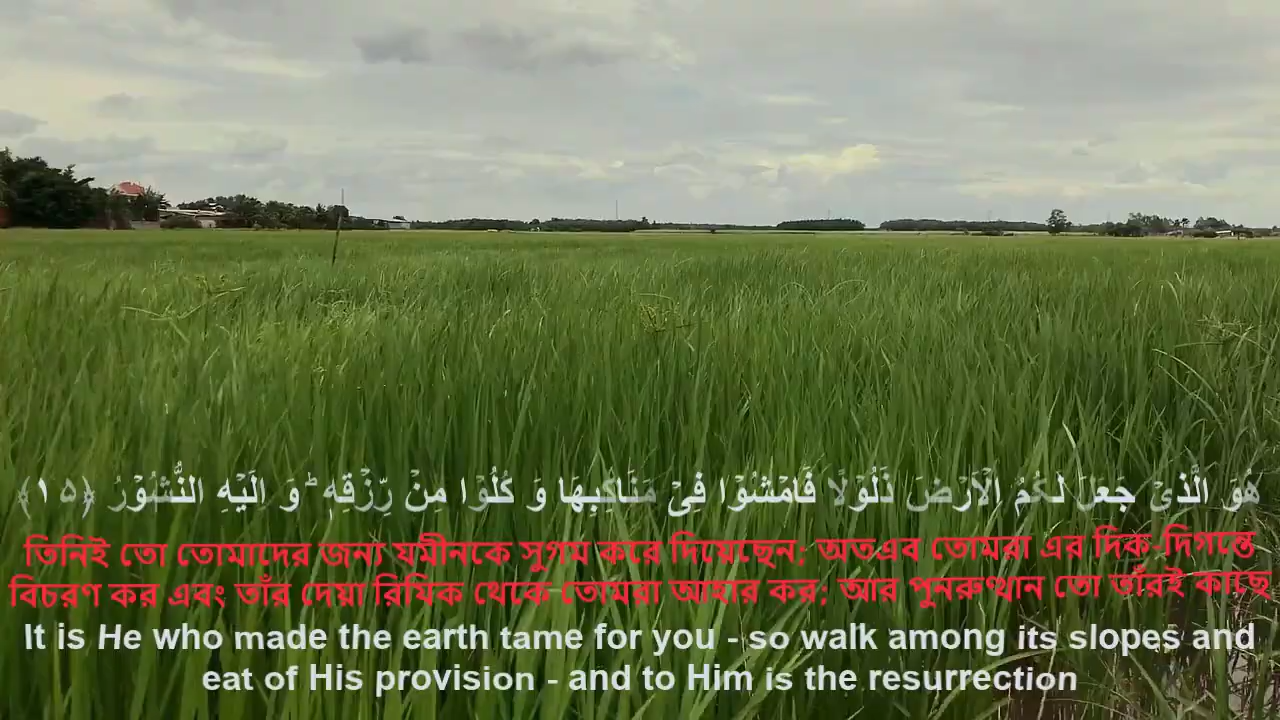 هُوَ الَّذِیْ جَعَلَ لَكُمُ الْاَرْضَ ذَلُوْلًا فَامْشُوْا فِیْ مَنَاكِبِهَا وَ كُلُوْا مِنْ رِّزْقِهٖ ؕ وَ اِلَیْهِ النُّشُوْرُ ﴿۱۵﴾
তিনিই তো তোমাদের জন্য যমীনকে সুগম করে দিয়েছেন; অতএব তোমরা এর দিক-দিগন্তে
বিচরণ কর এবং তাঁর দেয়া রিযিক থেকে তোমরা আহার কর; আর পুনরুত্থান তো তাঁরই কাছে
It is He who made the earth tame for you - so walk among its slopes and
eat of His provision - and to Him is the resurrection